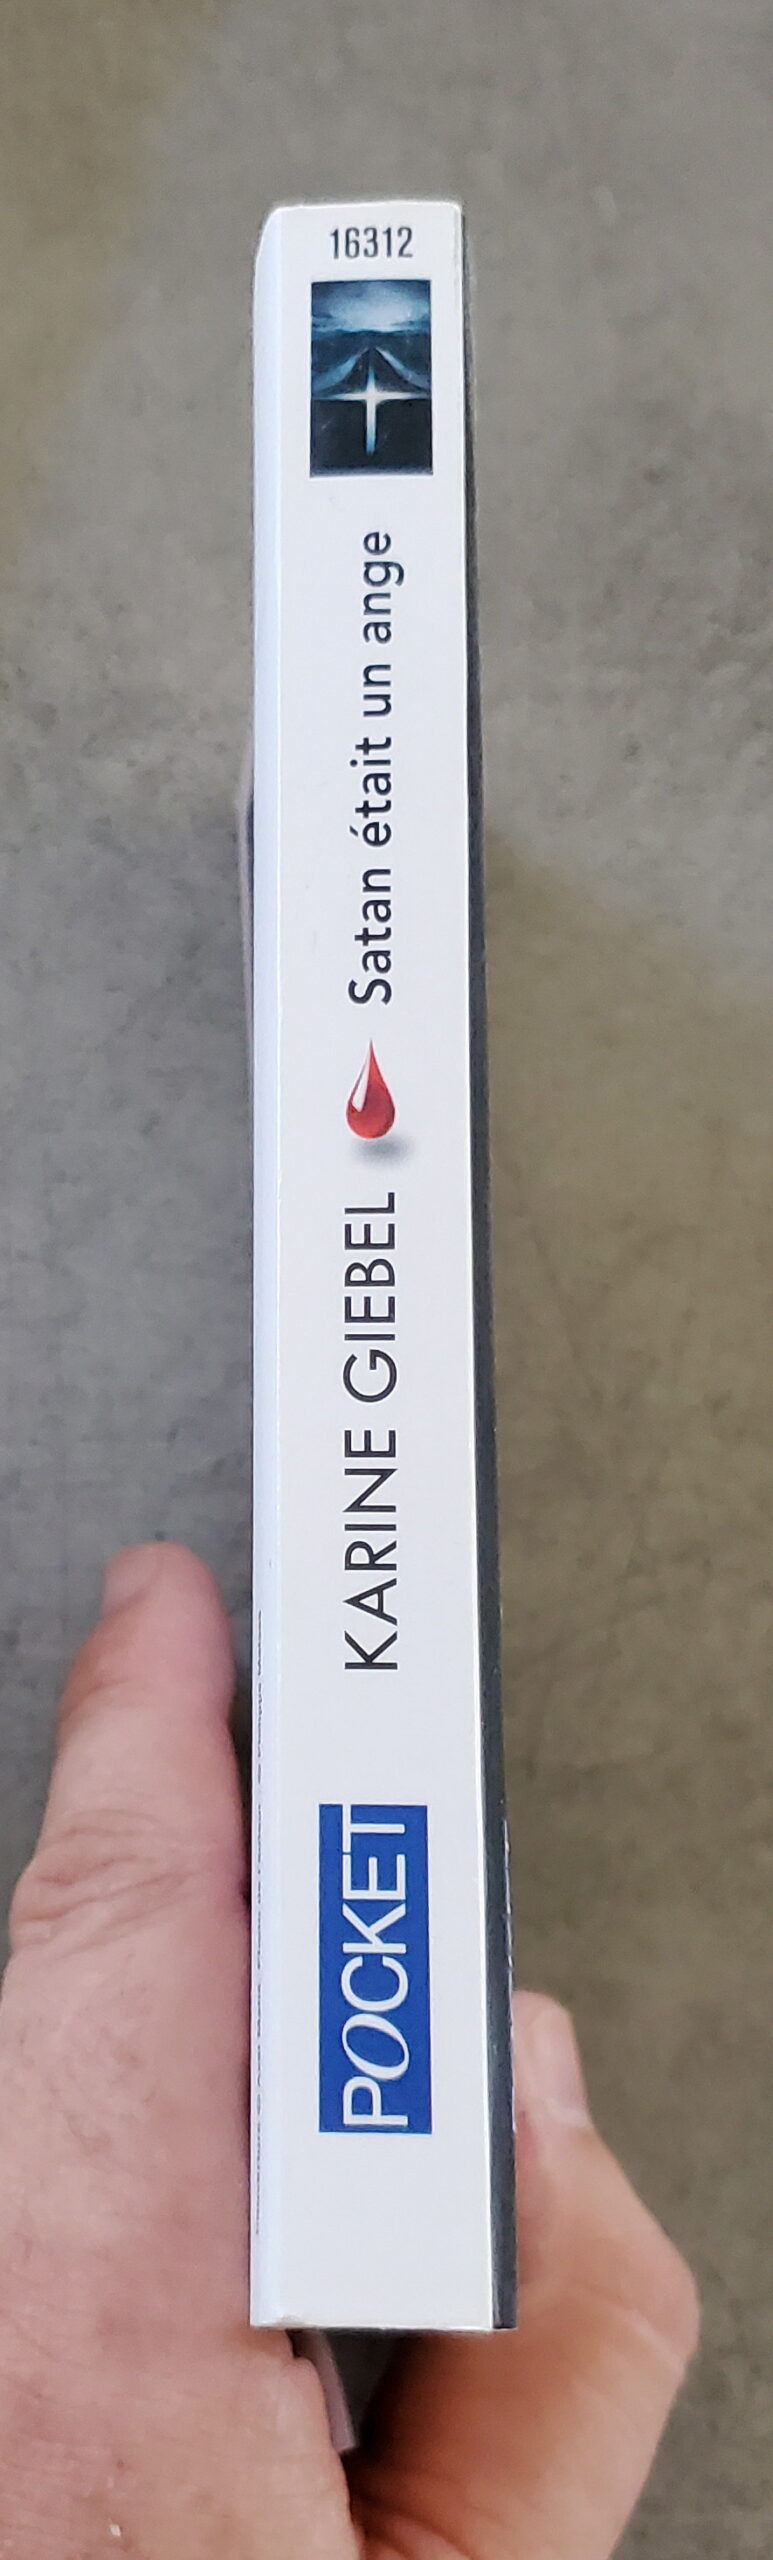 16312
Satan était un ange
KARINE GIEBEL
POCKET